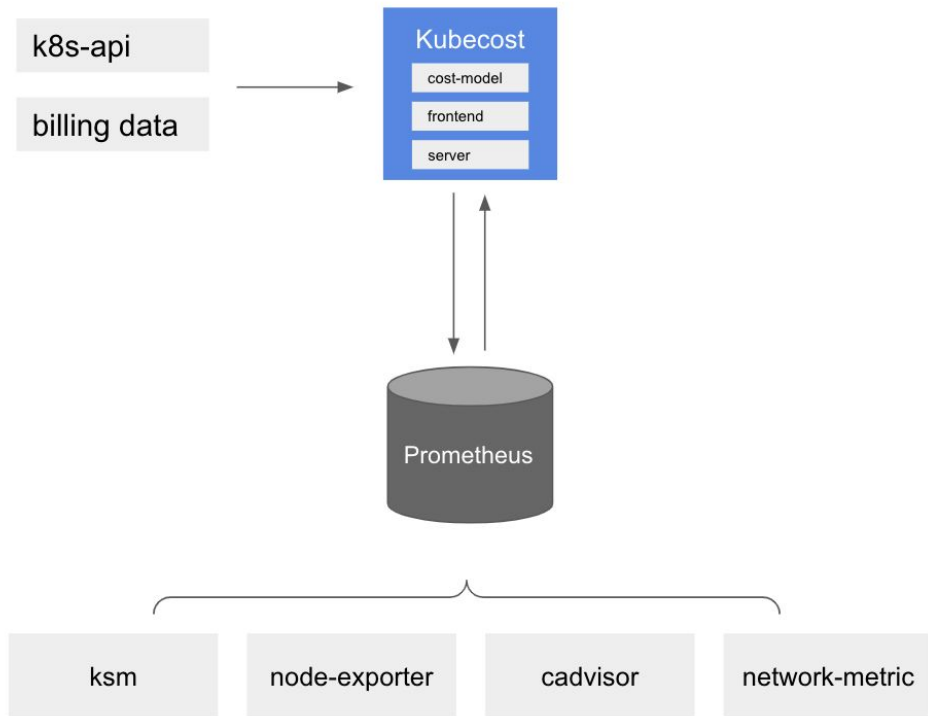 k8s-api
billing data
Kubecost
cost-model
frontend
server
Prometheus
ksm
node-exporter
cadvisor
network-metric